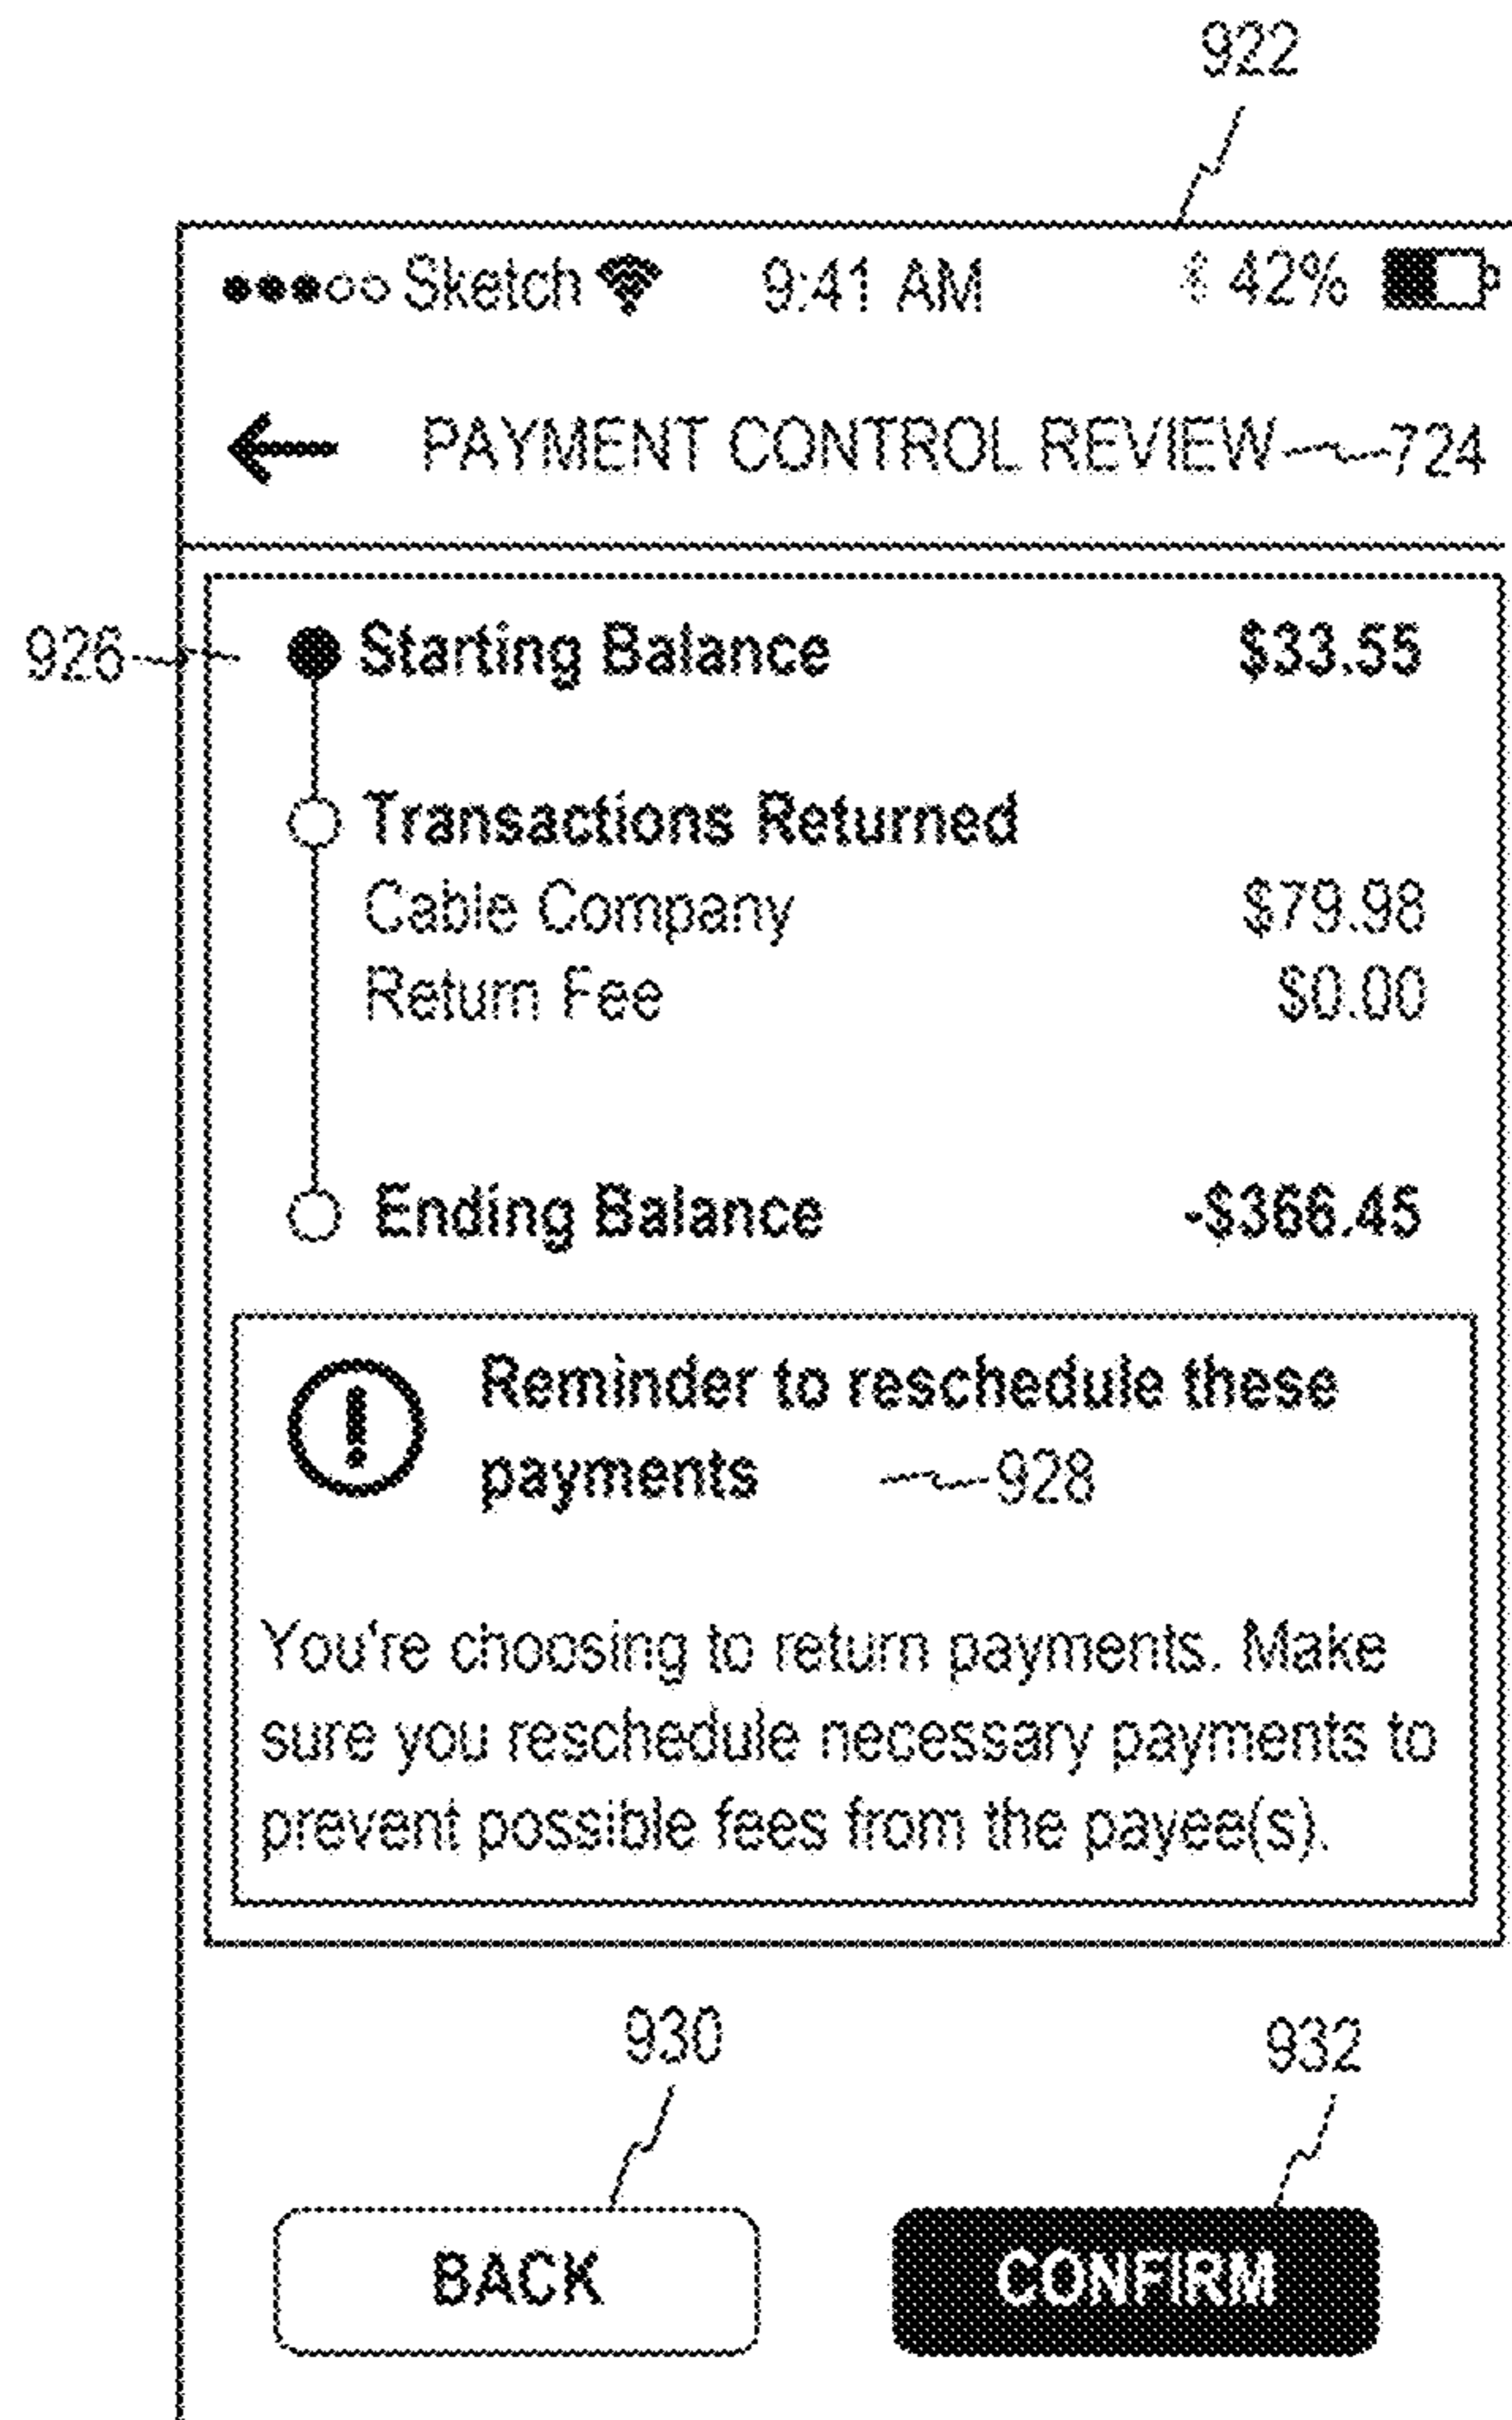 922
Sketch 9:41 AM 42%
PAYMENT CONTROL REVIEW 724
926 Starting Balance $33.55
Transactions Returned
Cable Company $79.98
Return Fee $0.00
Ending Balance -$366.45
Reminder to reschedule these
payments 928
You're choosing to return payments. Make
sure you reschedule necessary payments to
prevent possible fees from the payee(s).
930 932
BACK CONFIRM